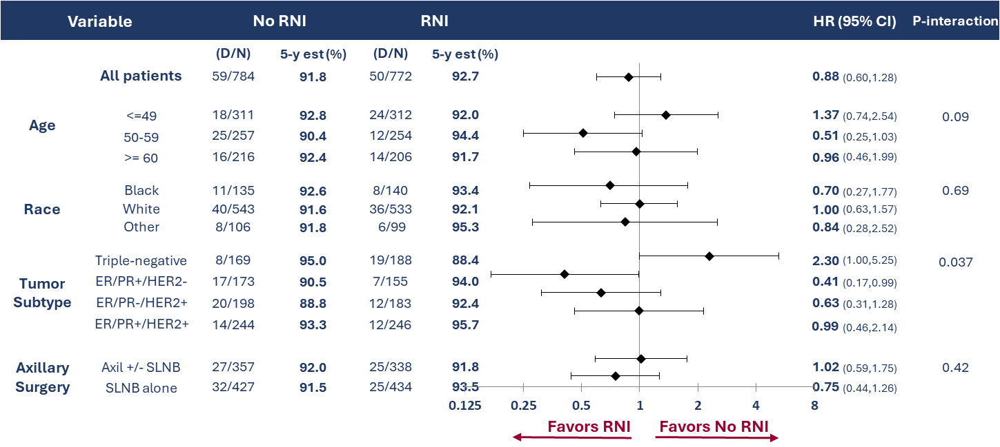 Variable No RNI RNI HR (95% CI) P-interaction
(D/N) 5-y est (%) (D/N) 5-y est (%)
All patients 59/784 91.8 50/772 92.7 0.88 (0.60,1.28)
Age
<=49 18/311 92.8 24/312 92.0 1.37 (0.74,2.54) 0.09
50-59 25/257 90.4 12/254 94.4 0.51 (0.25,1.03)
>= 60 16/216 92.4 14/206 91.7 0.96 (0.46,1.99)
Race
Black 11/135 92.6 8/140 93.4 0.70 (0.27,1.77) 0.69
White 40/543 91.6 36/533 92.1 1.00 (0.63,1.57)
Other 8/106 91.8 6/99 95.3 0.84 (0.28,2.52)
Tumor
Subtype
Triple-negative 8/169 95.0 19/188 88.4 2.30 (1.00,5.25) 0.037
ER/PR+/HER2- 17/173 90.5 7/155 94.0 0.41 (0.17,0.99)
ER/PR-/HER2+ 20/198 88.8 12/183 92.4 0.63 (0.31,1.28)
ER/PR+/HER2+ 14/244 93.3 12/246 95.7 0.99 (0.46,2.14)
Axillary
Surgery
Axil +/- SLNB 27/357 92.0 25/338 91.8 1.02 (0.59,1.75) 0.42
SLNB alone 32/427 91.5 25/434 93.5 0.75 (0.44,1.26)
0.125 0.25 0.5 1 2 4 8
Favors RNI Favors No RNI